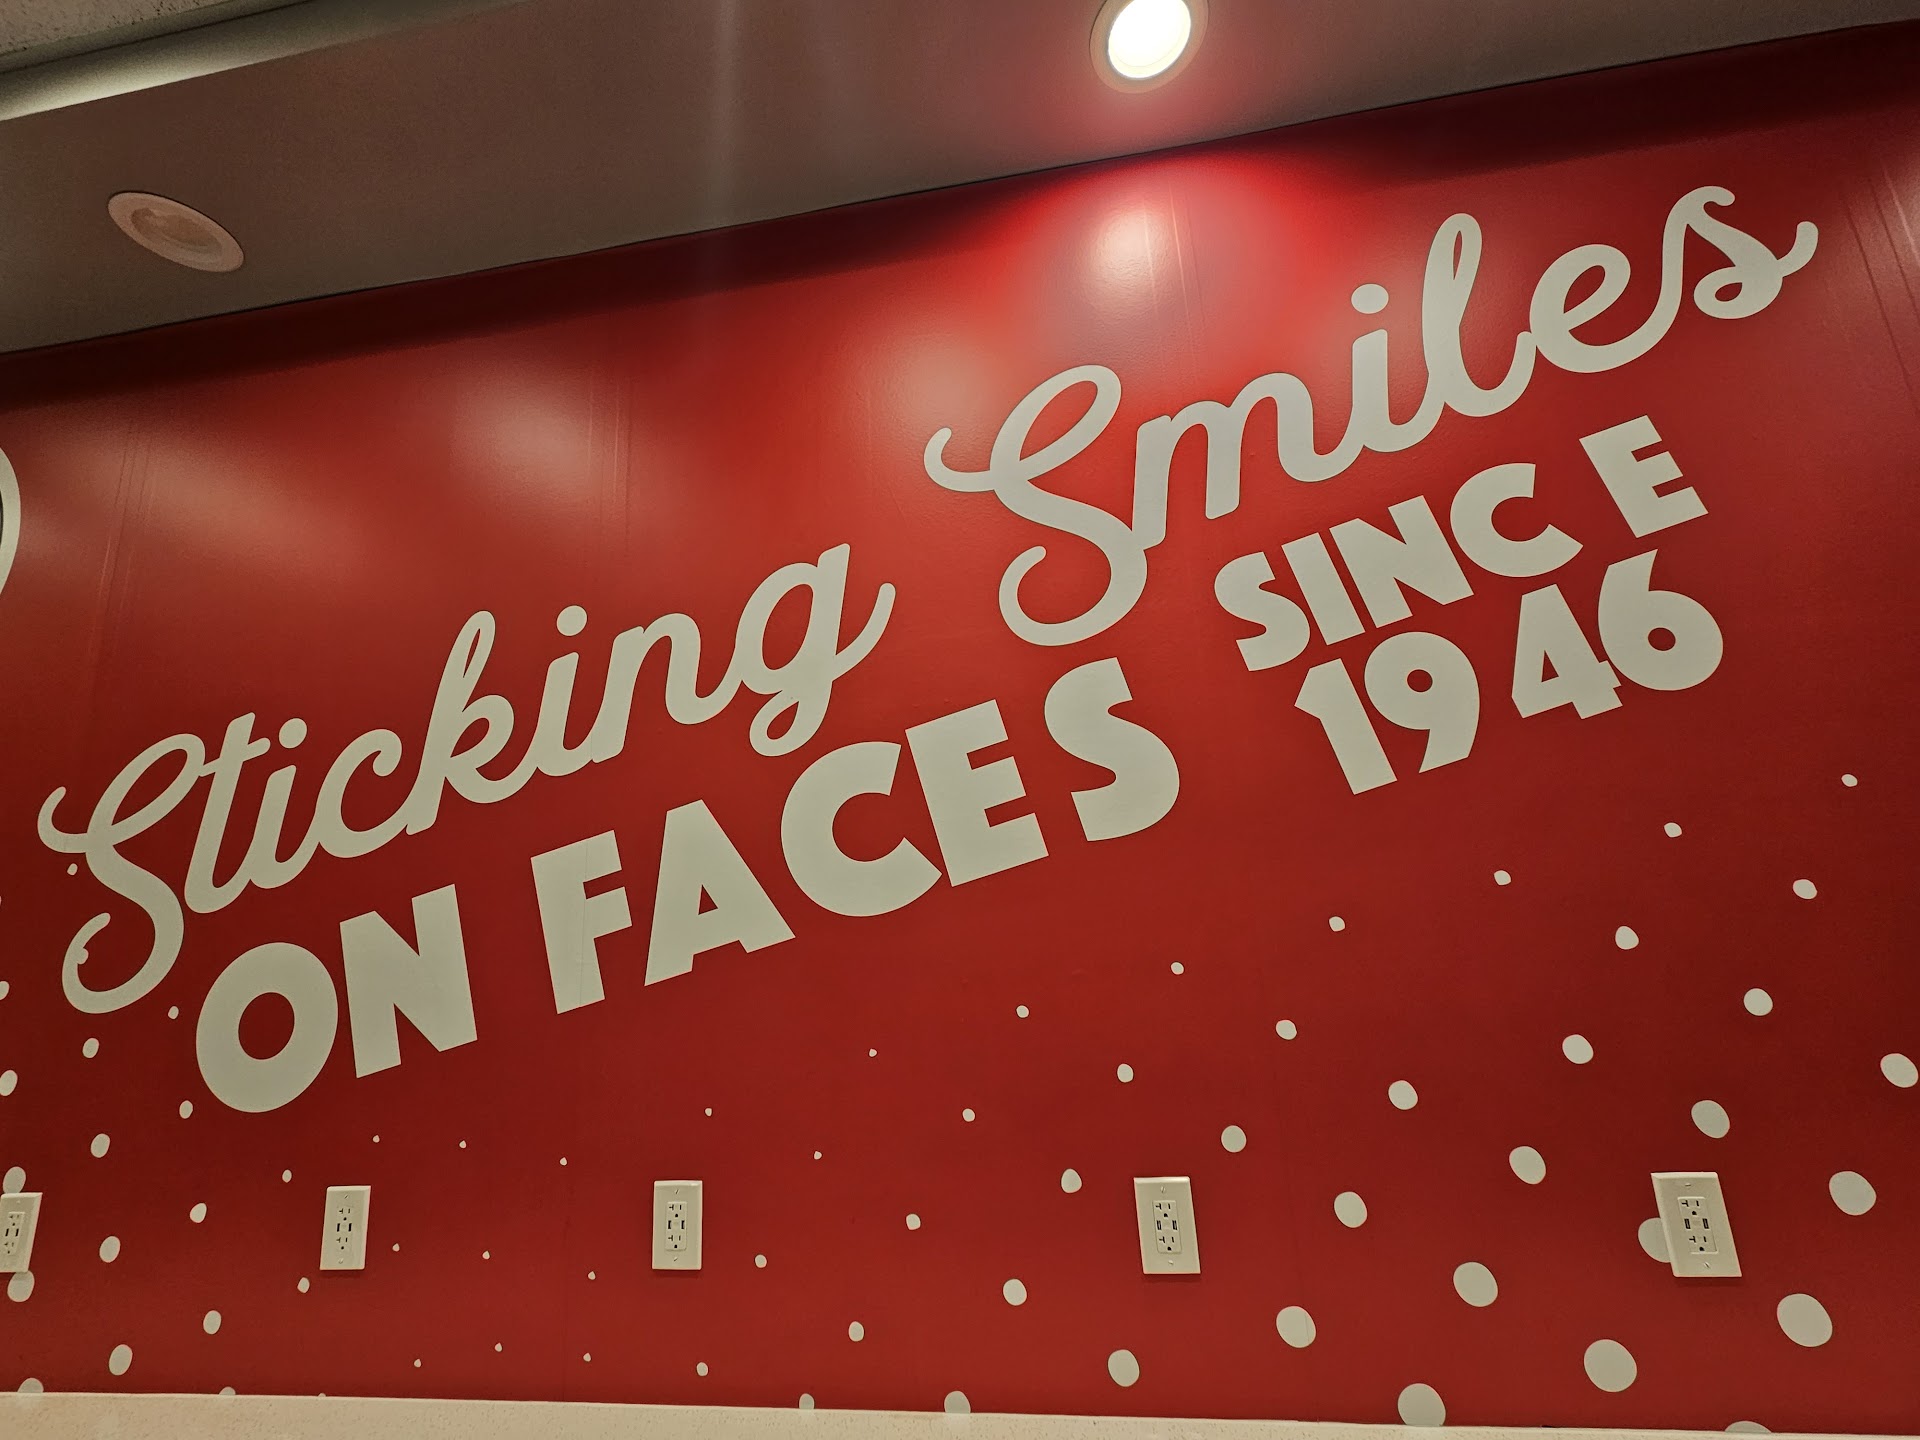 Sticking Smiles
ON FACES SINCE
1946